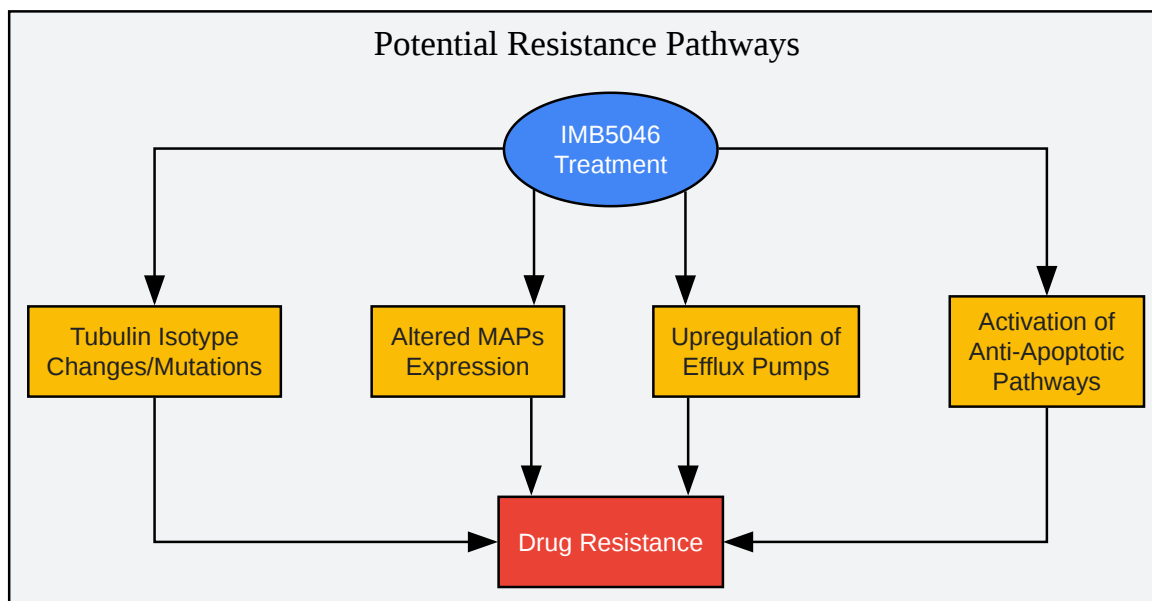 Potential Resistance Pathways
IMB5046
Treatment
Tubulin Isotype
Changes/Mutations
Altered MAPs
Expression
Upregulation of
Efflux Pumps
Activation of
Anti-Apoptotic
Pathways
Drug Resistance